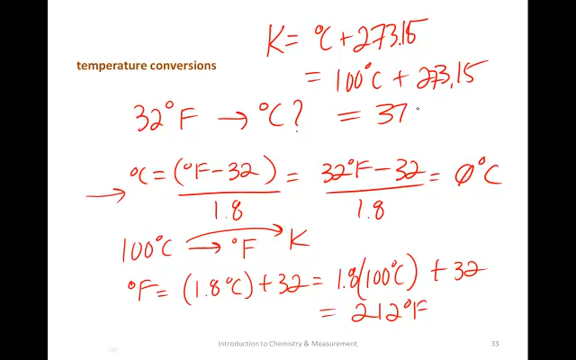 K = °C + 273.15
temperature conversions
= 100°C + 273.15
32°F → °C?
= 37.
→ °C = (°F - 32) / 1.8 = 32°F - 32 / 1.8 = 0°C
100°C → °F K
°F = (1.8°C) + 32 = 1.8(100°C) + 32
= 212°F
Introduction to Chemistry & Measurement
33